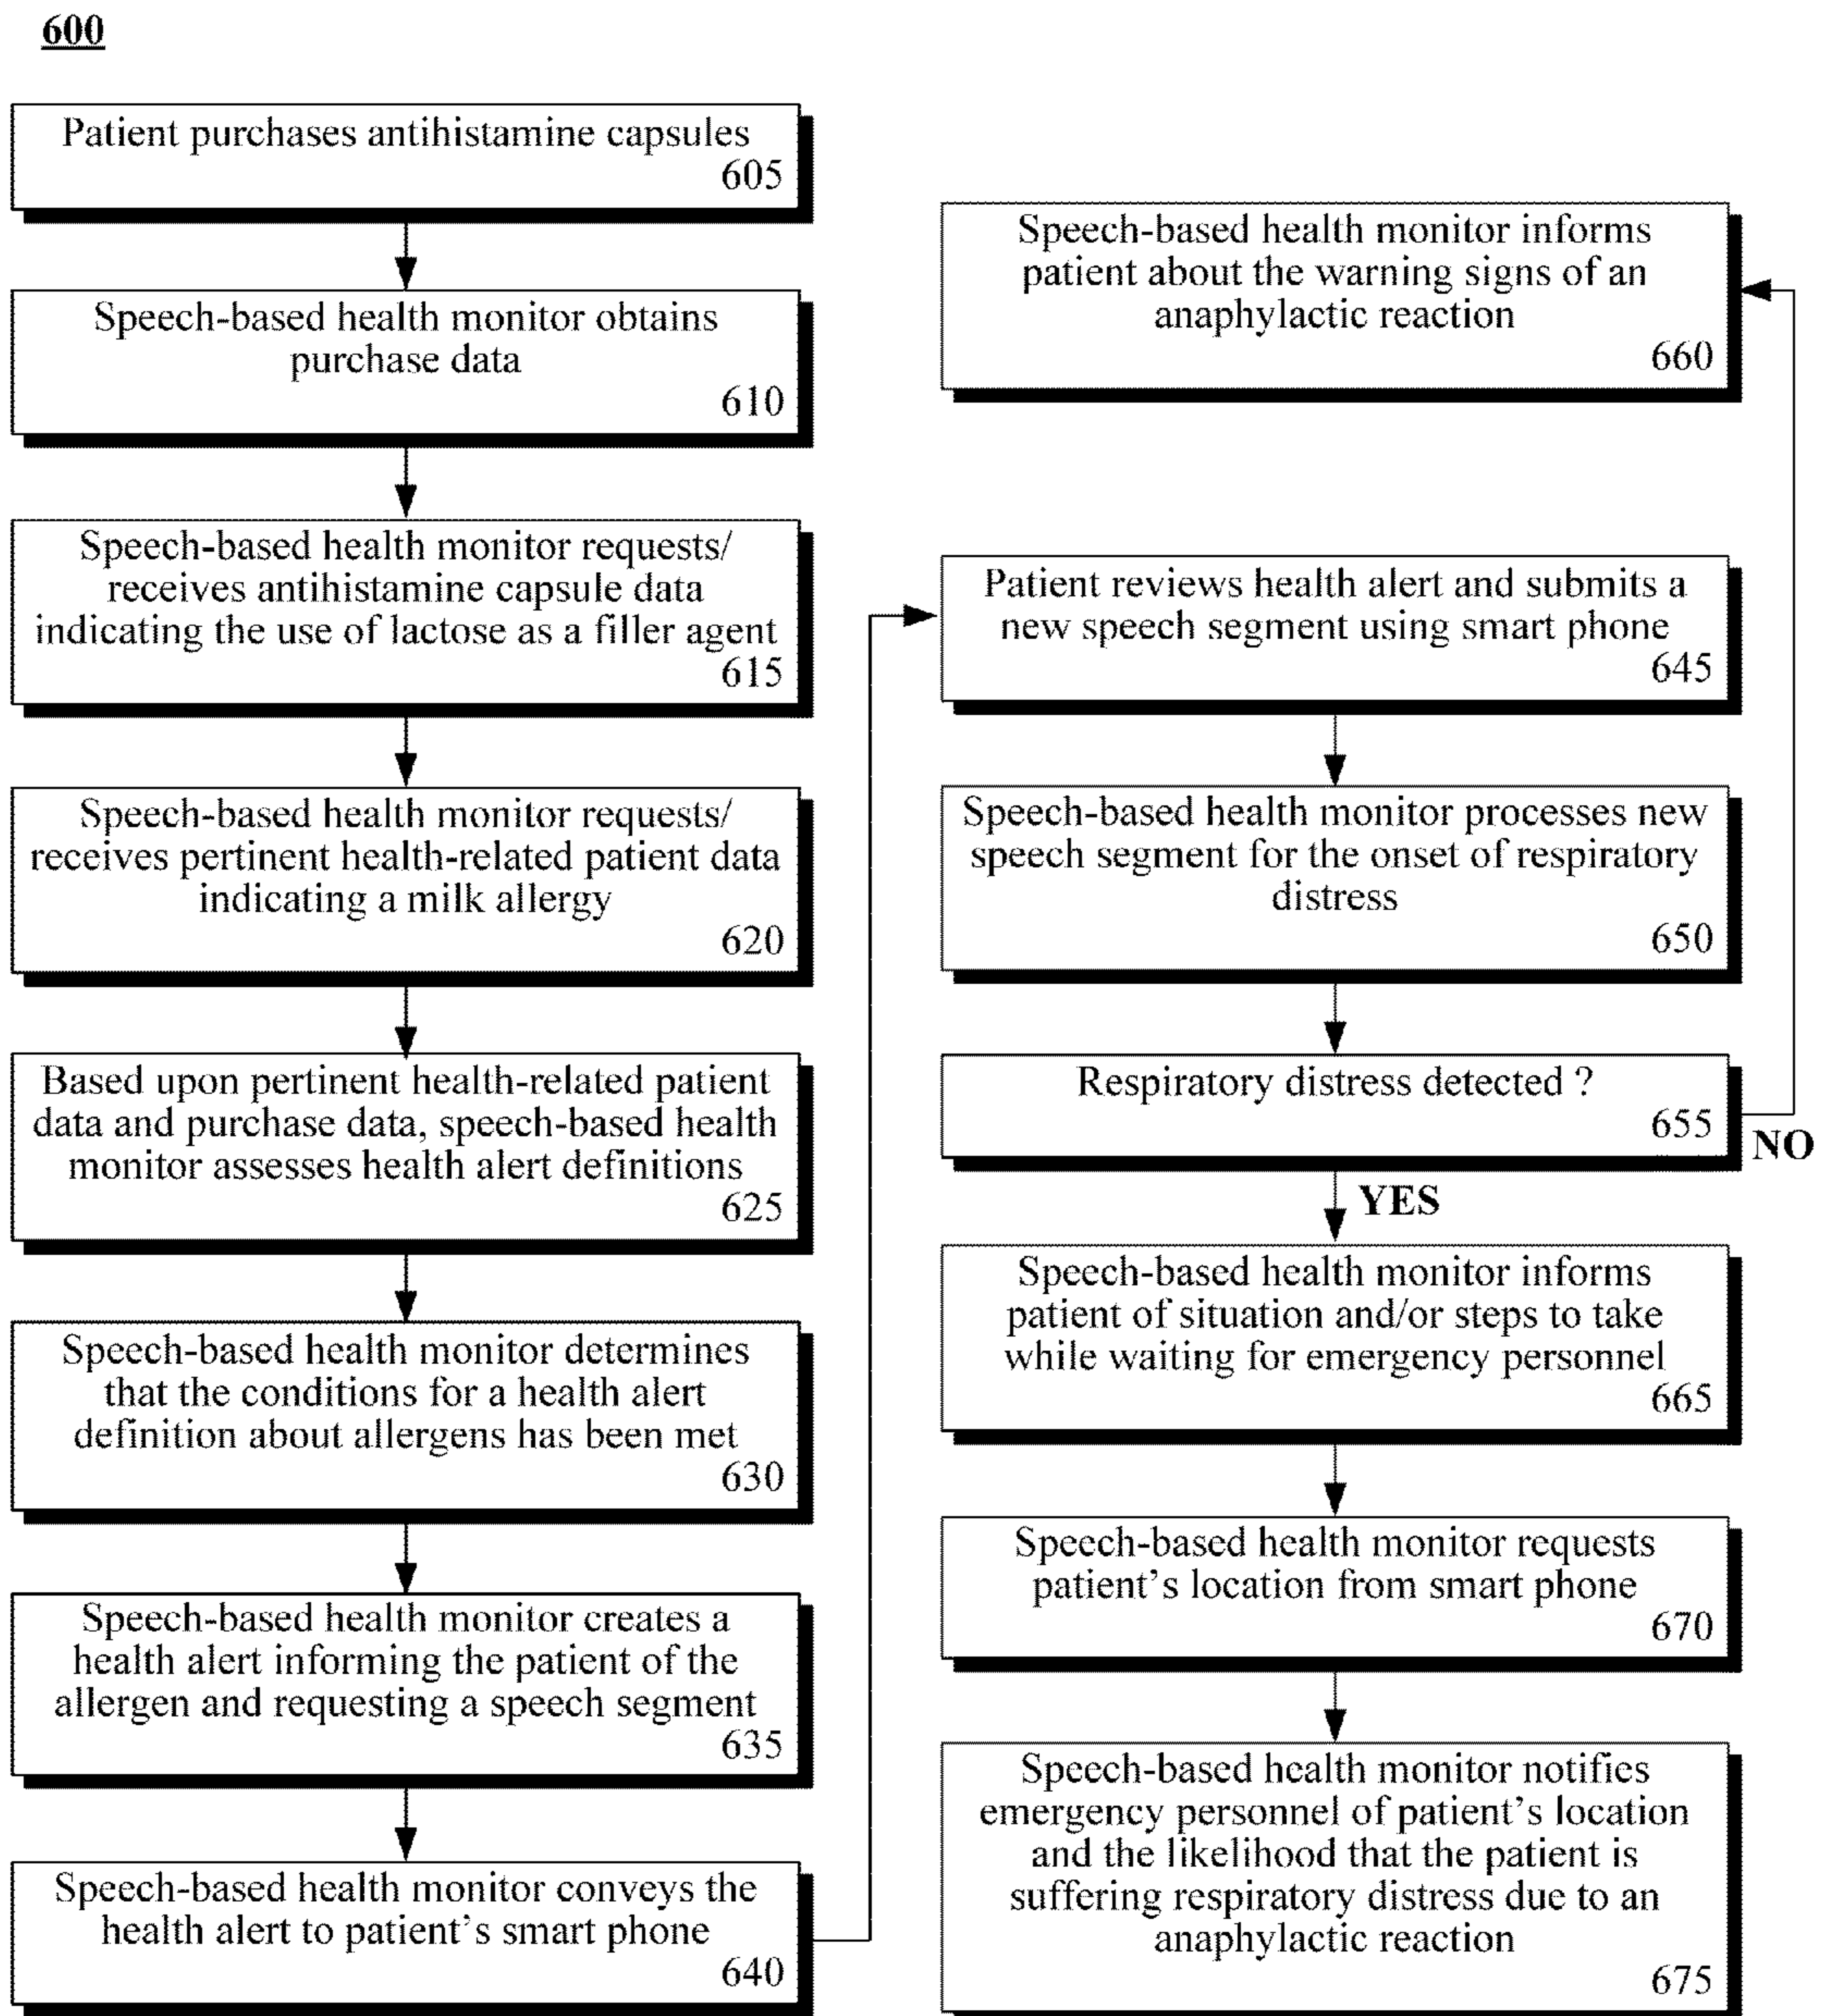 600
Patient purchases antihistamine capsules
605
Speech-based health monitor obtains
purchase data
610
Speech-based health monitor requests/
receives antihistamine capsule data
indicating the use of lactose as a filler agent
615
Speech-based health monitor requests/
receives pertinent health-related patient data
indicating a milk allergy
620
Based upon pertinent health-related patient
data and purchase data, speech-based health
monitor assesses health alert definitions
625
Speech-based health monitor determines
that the conditions for a health alert
definition about allergens has been met
630
Speech-based health monitor creates a
health alert informing the patient of the
allergen and requesting a speech segment
635
Speech-based health monitor conveys the
health alert to patient's smart phone
640
Speech-based health monitor informs
patient about the warning signs of an
anaphylactic reaction
660
Patient reviews health alert and submits a
new speech segment using smart phone
645
Speech-based health monitor processes new
speech segment for the onset of respiratory
distress
650
Respiratory distress detected ?
655
NO
YES
Speech-based health monitor informs
patient of situation and/or steps to take
while waiting for emergency personnel
665
Speech-based health monitor requests
patient's location from smart phone
670
Speech-based health monitor notifies
emergency personnel of patient's location
and the likelihood that the patient is
suffering respiratory distress due to an
anaphylactic reaction
675